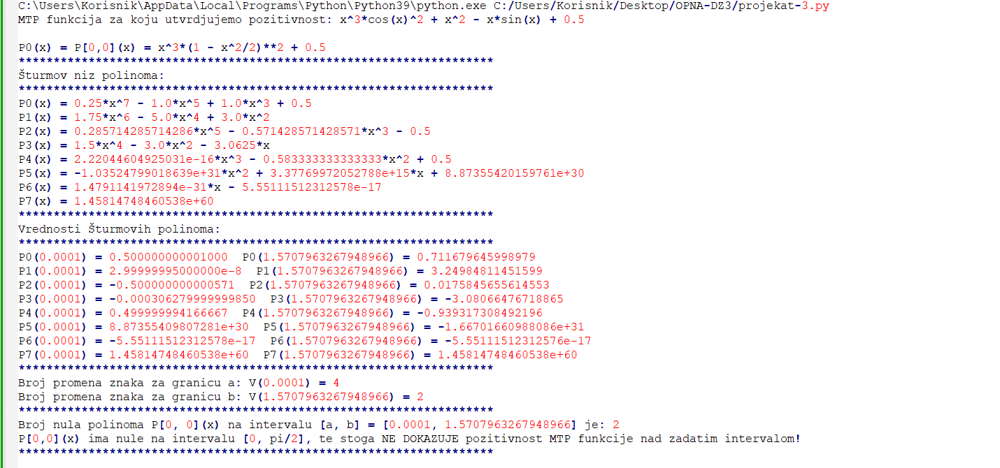 C:\Users\Korisnik\AppData\Local\Programs\Python\Python39\python.exe C:/Users/Korisnik/Desktop/OPNA-DZ3/projekat-3.py
MTP funkcija za koju utvrdjujemo pozitivnost: x^3*cos(x)^2 + x^2 - x*sin(x) + 0.5
P0(x) = P[0,0](x) = x^3*(1 - x^2/2)**2 + 0.5
********************************************************************
Šturmov niz polinoma:
********************************************************************
P0(x) = 0.25*x^7 - 1.0*x^5 + 1.0*x^3 + 0.5
P1(x) = 1.75*x^6 - 5.0*x^4 + 3.0*x^2
P2(x) = 0.285714285714286*x^5 - 0.571428571428571*x^3 - 0.5
P3(x) = 1.5*x^4 - 3.0*x^2 - 3.0625*x
P4(x) = 2.22044604925031e-16*x^3 - 0.583333333333333*x^2 + 0.5
P5(x) = -1.03524799018639e+31*x^2 + 3.37769972052788e+15*x + 8.87355420159761e+30
P6(x) = 1.4791141972894e-31*x - 5.55111512312578e-17
P7(x) = 1.45814748460538e+60
********************************************************************
Vrednosti Šturmovih polinoma:
********************************************************************
P0(0.0001) = 0.500000000001000  P0(1.5707963267948966) = 0.711679645998979
P1(0.0001) = 2.99999995000000e-8  P1(1.5707963267948966) = 3.24984811451599
P2(0.0001) = -0.500000000000571  P2(1.5707963267948966) = 0.0175845655614553
P3(0.0001) = -0.000306279999999850  P3(1.5707963267948966) = -3.08066476718865
P4(0.0001) = 0.499999994166667  P4(1.5707963267948966) = -0.939317308492196
P5(0.0001) = 8.87355409807281e+30  P5(1.5707963267948966) = -1.66701660988086e+31
P6(0.0001) = -5.55111512312578e-17  P6(1.5707963267948966) = -5.55111512312576e-17
P7(0.0001) = 1.45814748460538e+60  P7(1.5707963267948966) = 1.45814748460538e+60
********************************************************************
Broj promena znaka za granicu a: V(0.0001) = 4
Broj promena znaka za granicu b: V(1.5707963267948966) = 2
********************************************************************
Broj nula polinoma P[0, 0](x) na intervalu [a, b] = [0.0001, 1.5707963267948966] je: 2
P[0,0](x) ima nule na intervalu [0, pi/2], te stoga NE DOKAZUJE pozitivnost MTP funkcije nad zadatim intervalom!
********************************************************************